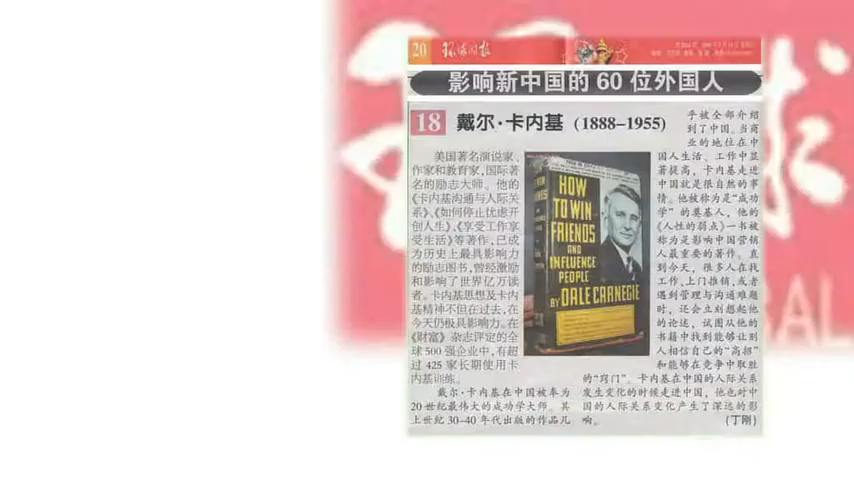 20 环球时报
影响新中国的 60 位外国人
18 戴尔·卡内基 (1888-1955)
美国著名演说家、
作家和教育家,国际著
名的励志大师。他的
《卡内基沟通与人际关
系》、《如何停止忧虑开
创人生》、《享受工作享
受生活》等著作,已成
为历史上最具影响力
的励志图书,曾经激励
和影响了世界亿万读
者。卡内基思想及卡内
基精神不但在过去,在
今天仍极具影响力。在
《财富》杂志评定的全
球 500 强企业中,有超
过 425 家长期使用卡
内基训练。
戴尔·卡内基在中国被奉为
20 世纪最伟大的成功学大师。其
上世纪 30-40 年代出版的作品几
HOW
TO WIN
FRIENDS
AND
INFLUENCE
PEOPLE
BY DALE CARNEGIE
乎被全部介绍
到了中国。当商
业的地位在中
国人生活、工作中显
著提高,卡内基走进
中国就是很自然的事
情。他被称为是“成功
学”的奠基人,他的
《人性的弱点》一书被
称为是影响中国营销
人最重要的著作。直
到今天,很多人在找
工作、上门推销,或者
遇到管理与沟通难题
时,还会立刻想起他
的论述,试图从他的
书籍中找到能够让别
人相信自己的“高招”
和能够在竞争中取胜
的“窍门”。卡内基在中国的人际关系
发生变化的时候走进中国,他也对中
国的人际关系变化产生了深远的影
响。 (丁刚)
球
BAL